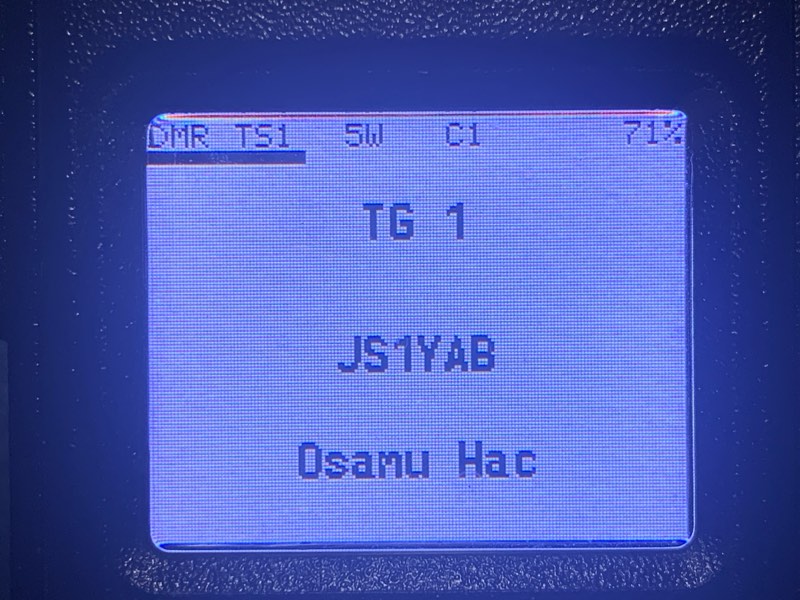 DMR TS1 5W C1 71%
TG 1
JS1YAB
Osamu Hac